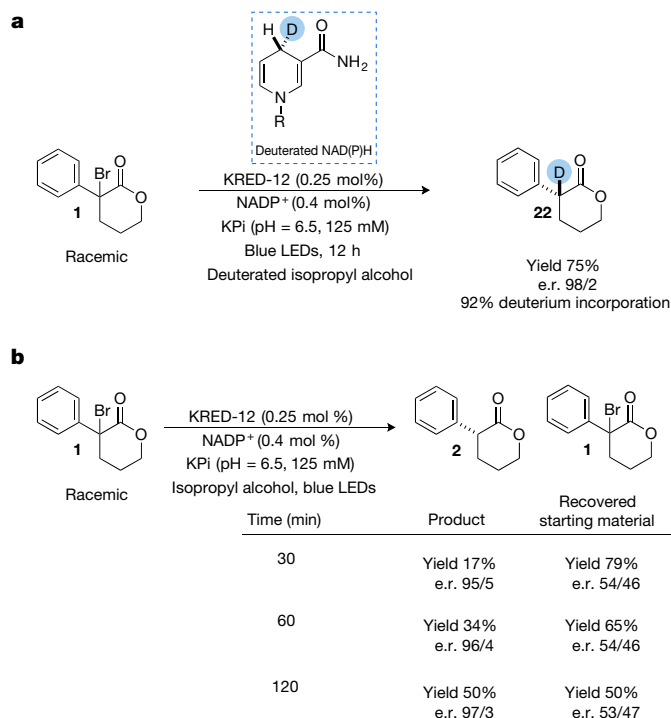 a
H
D
O
NH2
N
R
Deuterated NAD(P)H
Br
O
O
1
Racemic
KRED-12 (0.25 mol%)
NADP+ (0.4 mol%)
KPi (pH = 6.5, 125 mM)
Blue LEDs, 12 h
Deuterated isopropyl alcohol
D
O
O
22
Yield 75%
e.r. 98/2
92% deuterium incorporation
b
Br
O
O
1
Racemic
KRED-12 (0.25 mol %)
NADP+ (0.4 mol %)
KPi (pH = 6.5, 125 mM)
Isopropyl alcohol, blue LEDs
O
O
2
Br
O
O
1
Time (min) Product Recovered
starting material
30 Yield 17% Yield 79%
e.r. 95/5 e.r. 54/46
60 Yield 34% Yield 65%
e.r. 96/4 e.r. 54/46
120 Yield 50% Yield 50%
e.r. 97/3 e.r. 53/47